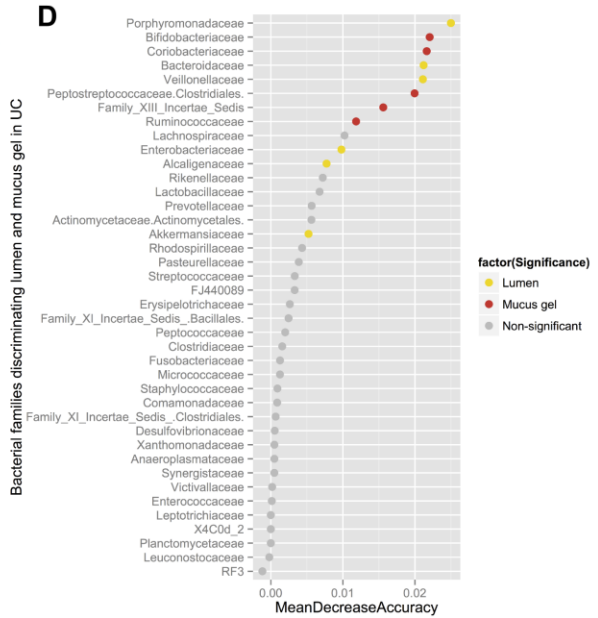 D
Bacterial families discriminating lumen and mucus gel in UC
Porphyromonadaceae
Bifidobacteriaceae
Coriobacteriaceae
Bacteroidaceae
Veillonellaceae
Peptostreptococcaceae.Clostridiales.
Family_XIII_Incertae_Sedis
Ruminococcaceae
Lachnospiraceae
Enterobacteriaceae
Alcaligenaceae
Rikenellaceae
Lactobacillaceae
Prevotellaceae
Actinomycetaceae.Actinomycetales.
Akkermansiaceae
Rhodospirillaceae
Pasteurellaceae
Streptococcaceae
FJ440089
Erysipelotrichaceae
Family_XI_Incertae_Sedis_.Bacillales.
Peptococcaceae
Clostridiaceae
Fusobacteriaceae
Micrococcaceae
Staphylococcaceae
Comamonadaceae
Family_XI_Incertae_Sedis_.Clostridiales.
Desulfovibrionaceae
Xanthomonadaceae
Anaeroplasmataceae
Synergistaceae
Victivallaceae
Enterococcaceae
Leptotrichiaceae
X4C0d_2
Planctomycetaceae
Leuconostocaceae
RF3
0.00 0.01 0.02
MeanDecreaseAccuracy
factor(Significance)
Lumen
Mucus gel
Non-significant